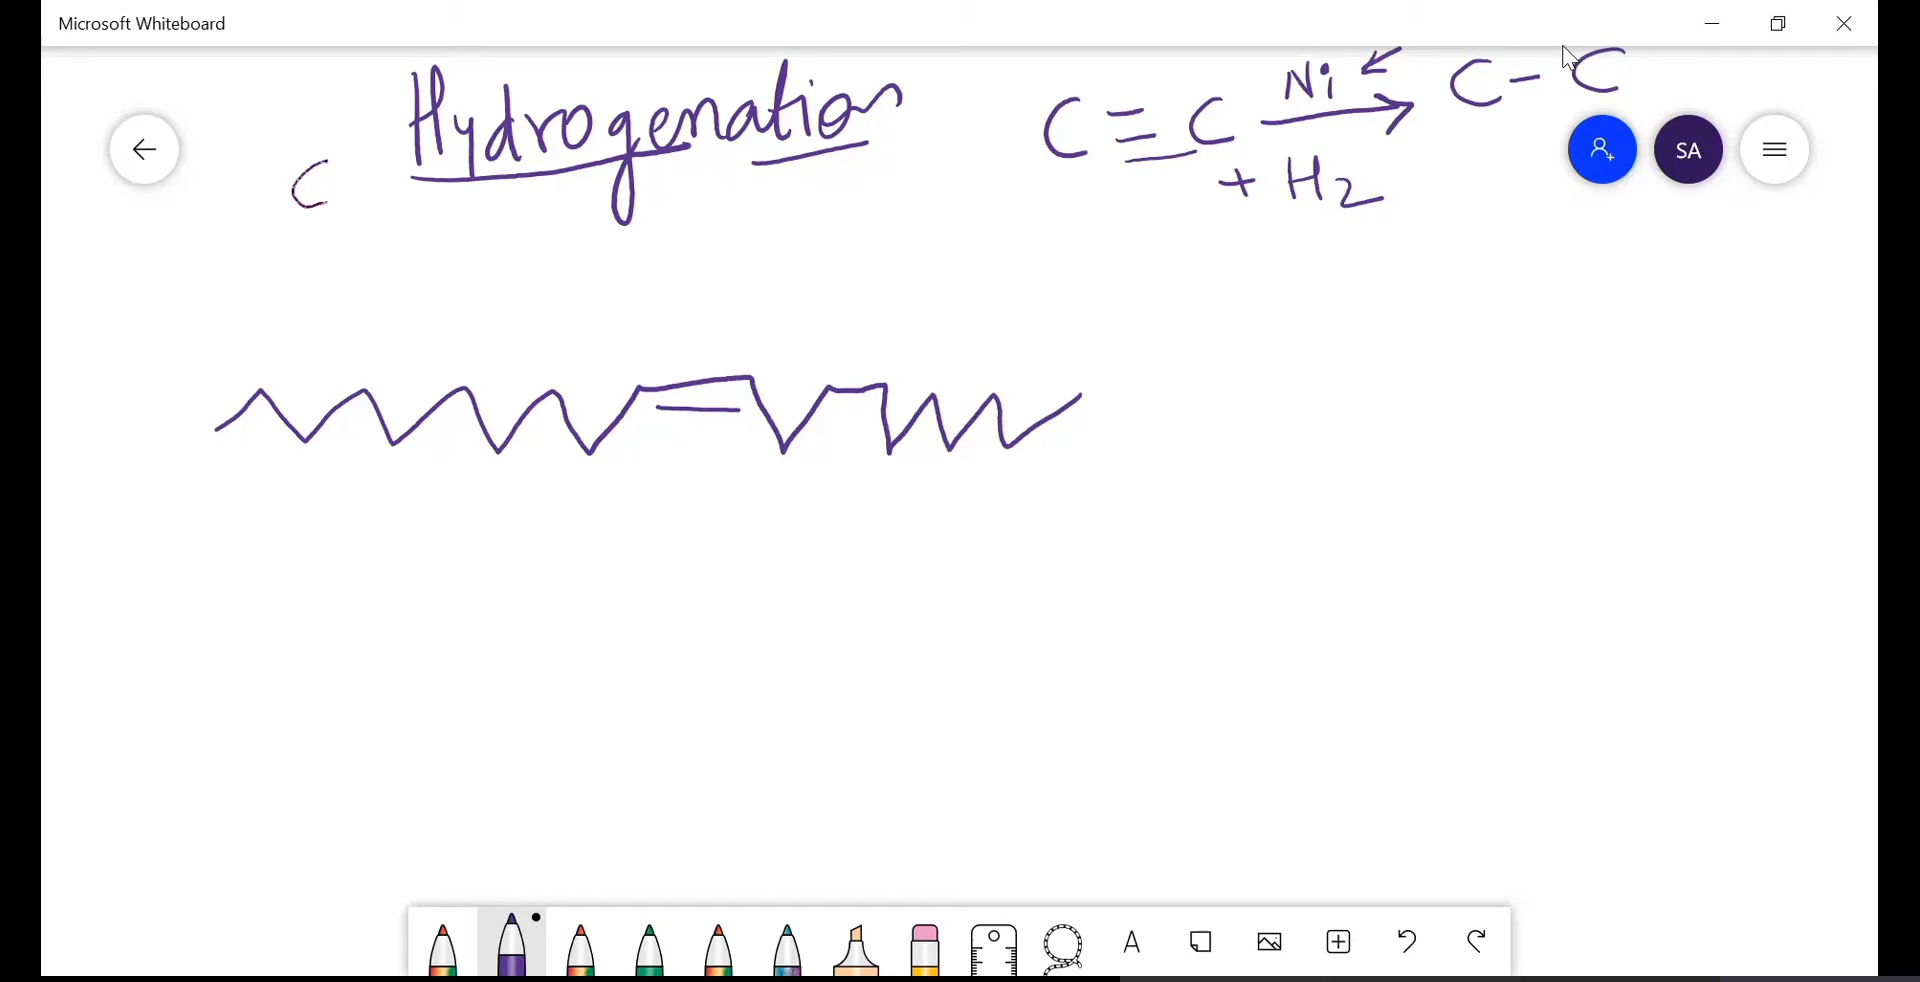 Microsoft Whiteboard
Hydrogenation
C = C Ni C - C
+ H2
C
SA
A